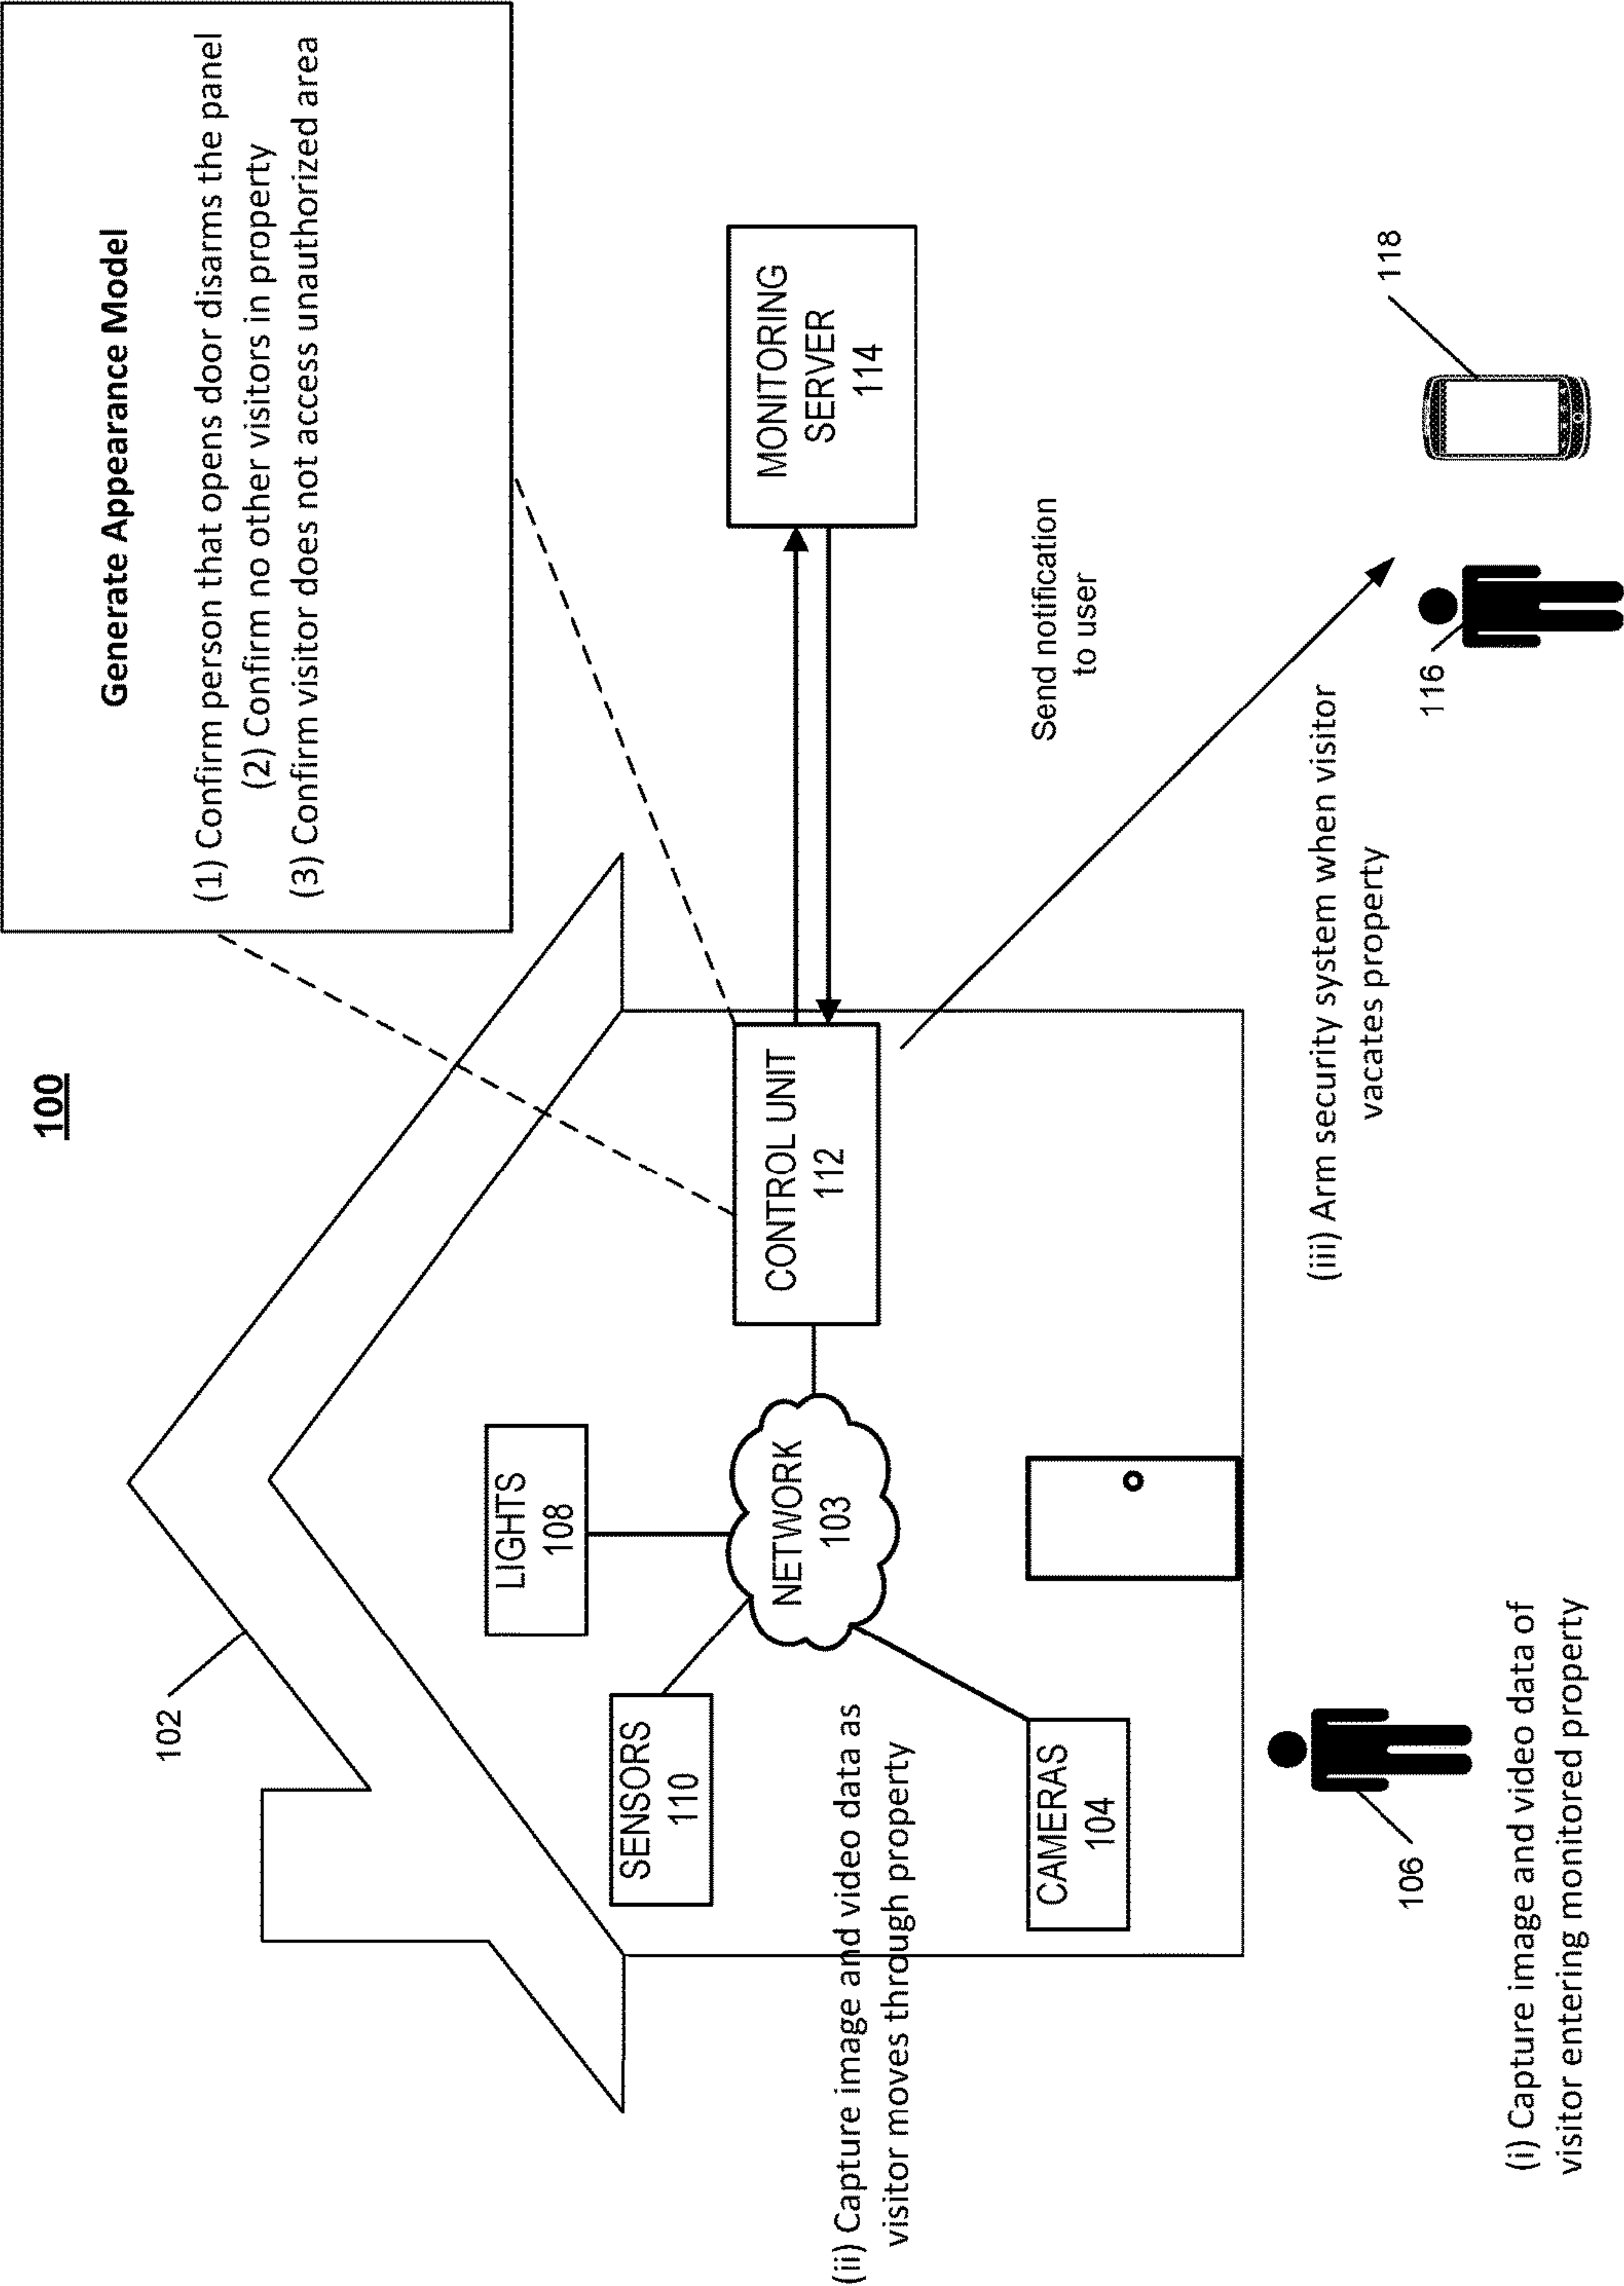 100
Generate Appearance Model
(1) Confirm person that opens door disarms the panel
(2) Confirm no other visitors in property
(3) Confirm visitor does not access unauthorized area
102
LIGHTS
108
SENSORS
110
NETWORK
103
CONTROL UNIT
112
MONITORING
SERVER
114
(ii) Capture image and video data as
visitor moves through property
CAMERAS
104
Send notification
to user
106
(i) Capture image and video data of
visitor entering monitored property
(iii) Arm security system when visitor
vacates property
116
118